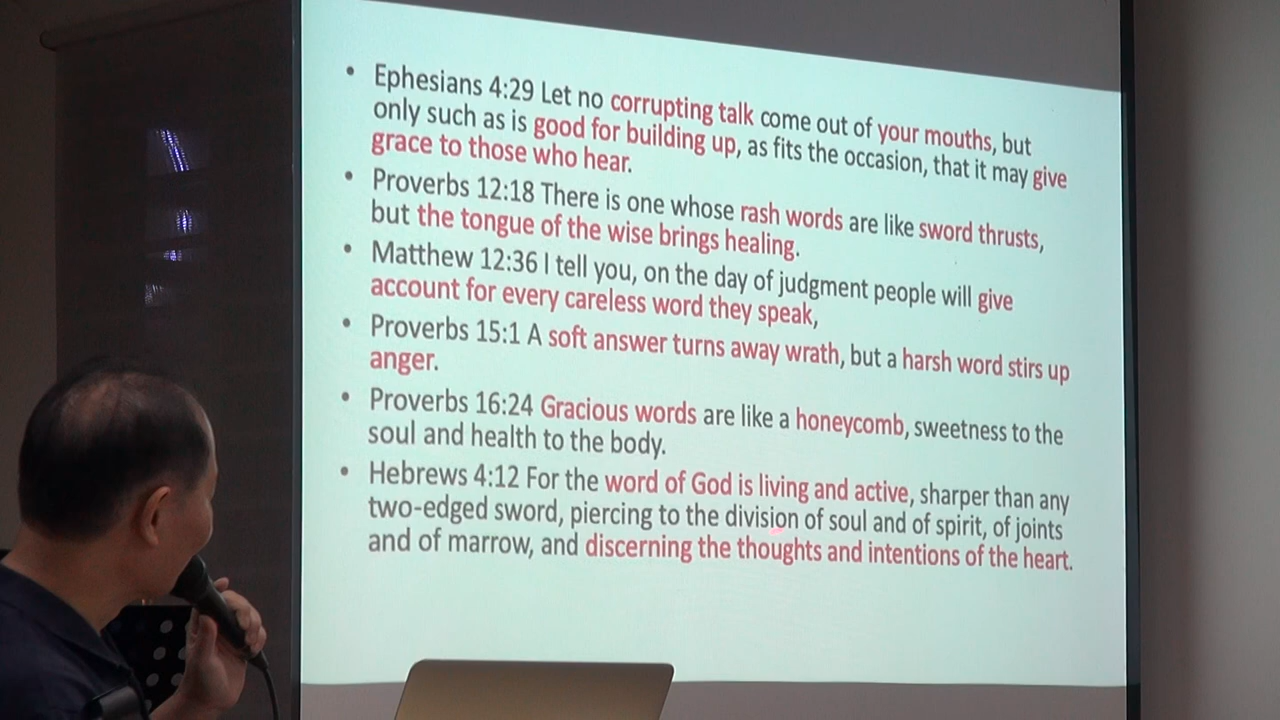 • Ephesians 4:29 Let no corrupting talk come out of your mouths, but
only such as is good for building up, as fits the occasion, that it may give
grace to those who hear.
• Proverbs 12:18 There is one whose rash words are like sword thrusts,
but the tongue of the wise brings healing.
• Matthew 12:36 I tell you, on the day of judgment people will give
account for every careless word they speak,
• Proverbs 15:1 A soft answer turns away wrath, but a harsh word stirs up
anger.
• Proverbs 16:24 Gracious words are like a honeycomb, sweetness to the
soul and health to the body.
• Hebrews 4:12 For the word of God is living and active, sharper than any
two-edged sword, piercing to the division of soul and of spirit, of joints
and of marrow, and discerning the thoughts and intentions of the heart.